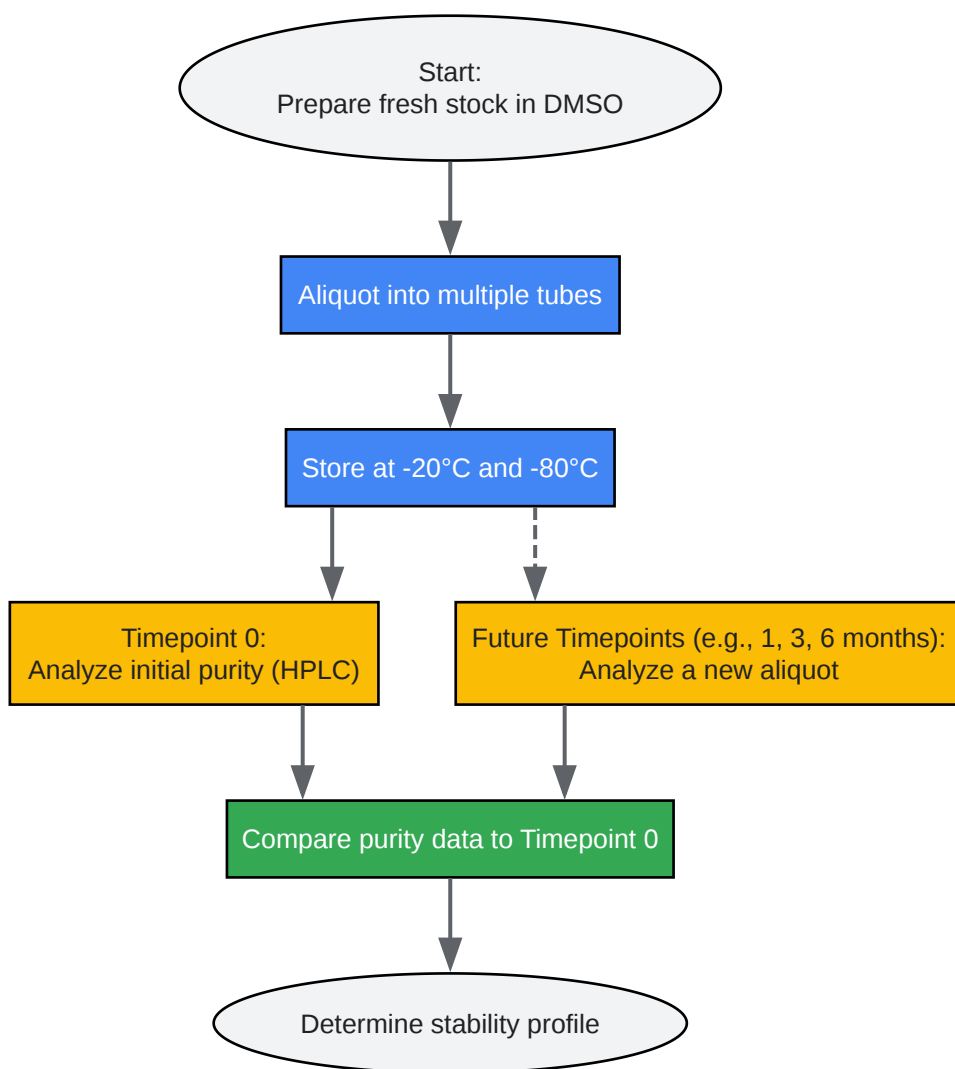 Start:
Prepare fresh stock in DMSO
Aliquot into multiple tubes
Store at -20°C and -80°C
Timepoint 0:
Analyze initial purity (HPLC)
Future Timepoints (e.g., 1, 3, 6 months):
Analyze a new aliquot
Compare purity data to Timepoint 0
Determine stability profile